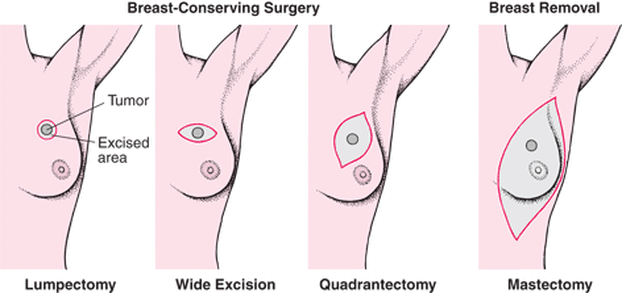 Breast-Conserving Surgery
Breast Removal
Tumor
Excised
area
Lumpectomy
Wide Excision
Quadrantectomy
Mastectomy